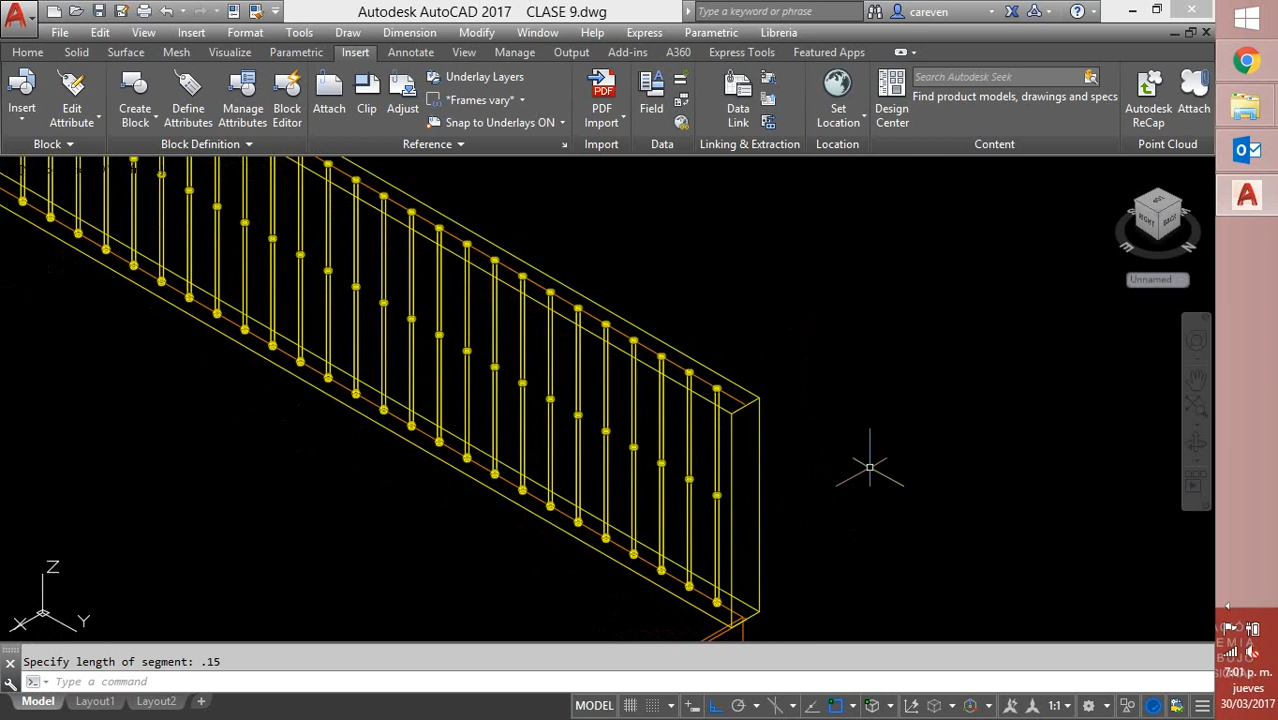 Autodesk AutoCAD 2017 CLASE 9.dwg
Type a keyword or phrase
careven
File Edit View Insert Format Tools Draw Dimension Modify Window Help Express Parametric Libreria
Home Solid Surface Mesh Visualize Parametric Insert Annotate View Manage Output Add-ins A360 Express Tools Featured Apps
Insert
Edit Attribute
Create Block
Define Attributes
Manage Attributes
Block Editor
Attach
Clip
Adjust
Underlay Layers
*Frames vary*
Snap to Underlays ON
PDF Import
Field
Data Link
Set Location
Design Center
Search Autodesk Seek
Find product models, drawings and specs
Autodesk ReCap
Attach
Block Block Definition Reference Import Data Linking & Extraction Location Content Point Cloud
RIGHT
BACK
N
E
Unnamed
Z
X
Y
Specify length of segment: .15
Type a command
Model Layout1 Layout2 +
MODEL
1:1
7:01 p. m.
jueves
30/03/2017